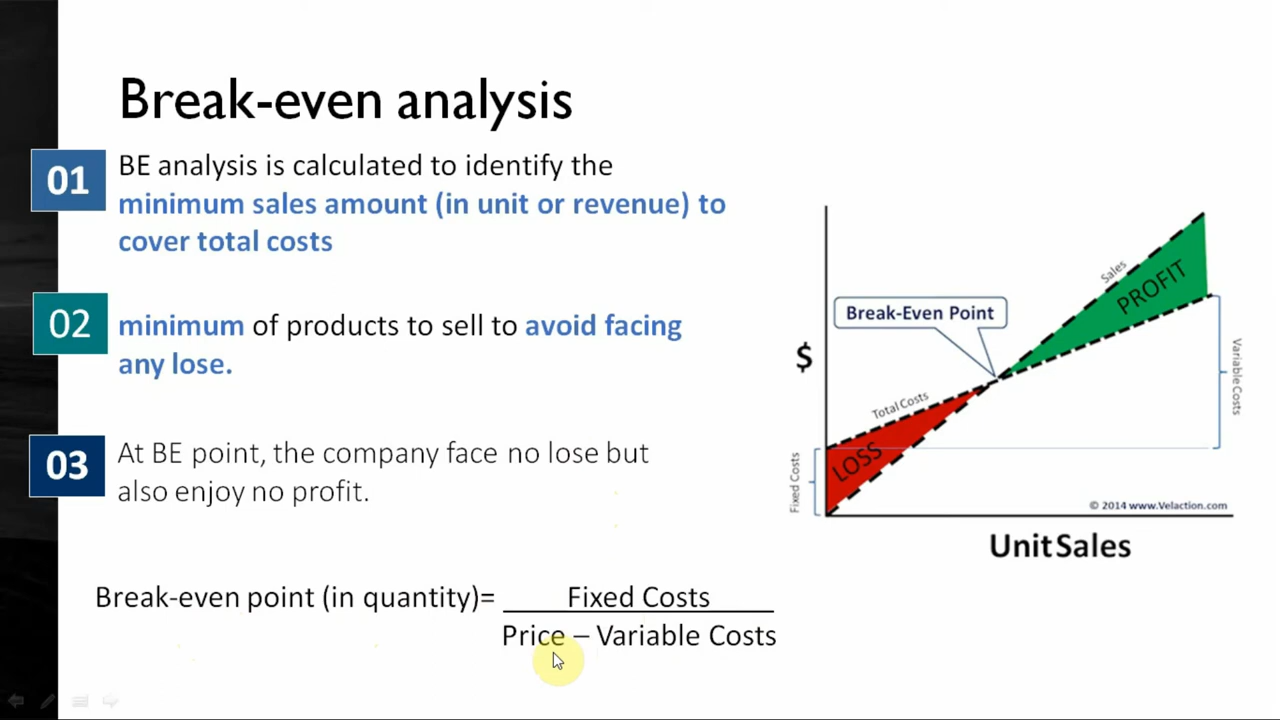 Break-even analysis
01
BE analysis is calculated to identify the
minimum sales amount (in unit or revenue) to
cover total costs
02
minimum of products to sell to avoid facing
any lose.
03
At BE point, the company face no lose but
also enjoy no profit.
Break-even point (in quantity)= Fixed Costs
Price – Variable Costs
$
Break-Even Point
Sales
PROFIT
Total Costs
LOSS
Fixed Costs
Variable Costs
© 2014 www.Velaction.com
Unit Sales